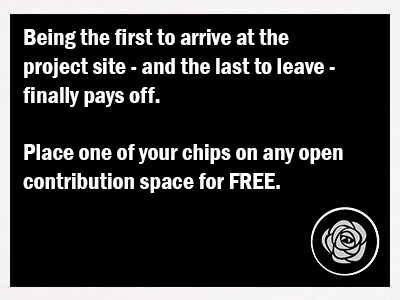 Being the first to arrive at the
project site - and the last to leave -
finally pays off.
Place one of your chips on any open
contribution space for FREE.